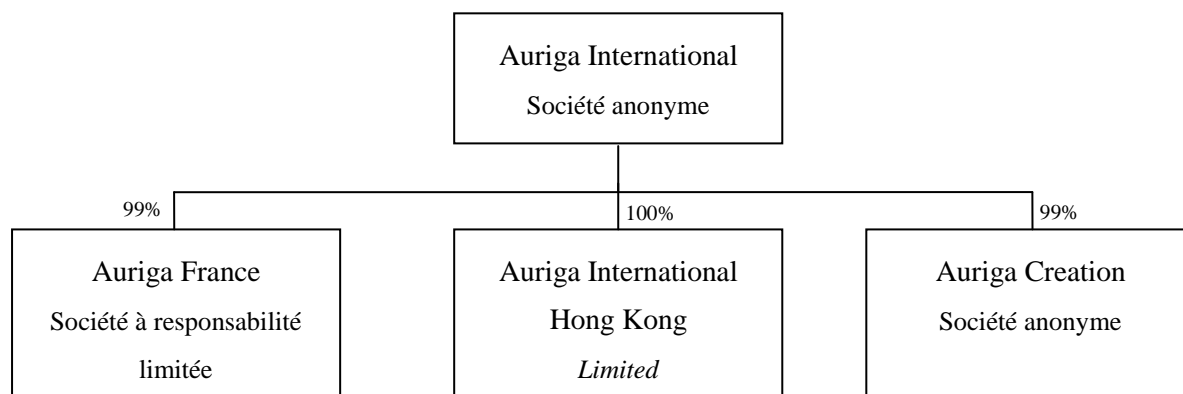 Auriga International
Société anonyme
99%
100%
99%
Auriga France
Société à responsabilité
limitée
Auriga International
Hong Kong
Limited
Auriga Creation
Société anonyme